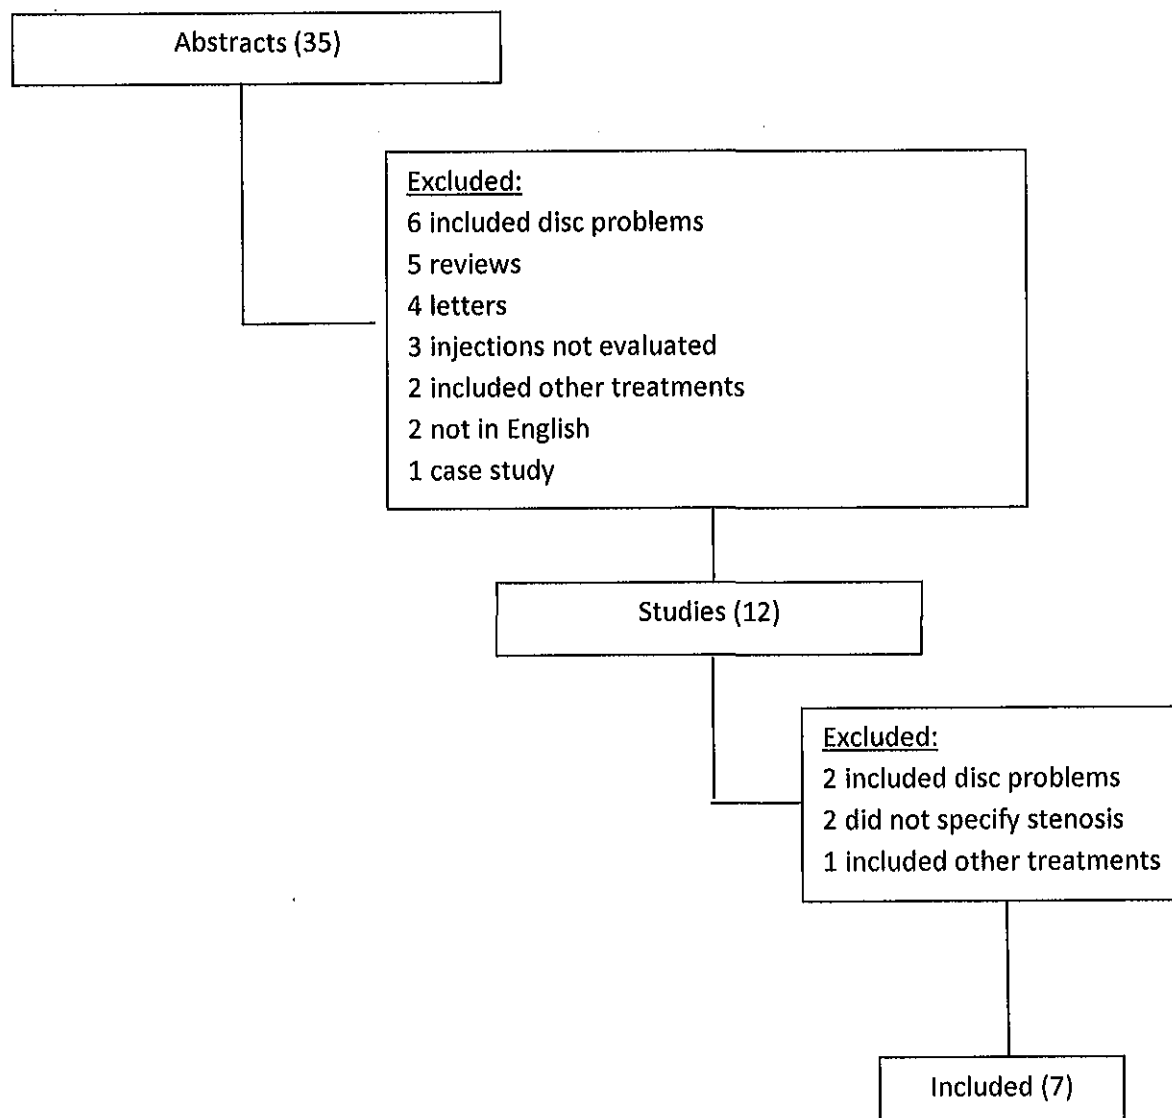 Abstracts (35)
Excluded:
6 included disc problems
5 reviews
4 letters
3 injections not evaluated
2 included other treatments
2 not in English
1 case study
Studies (12)
Excluded:
2 included disc problems
2 did not specify stenosis
1 included other treatments
Included (7)